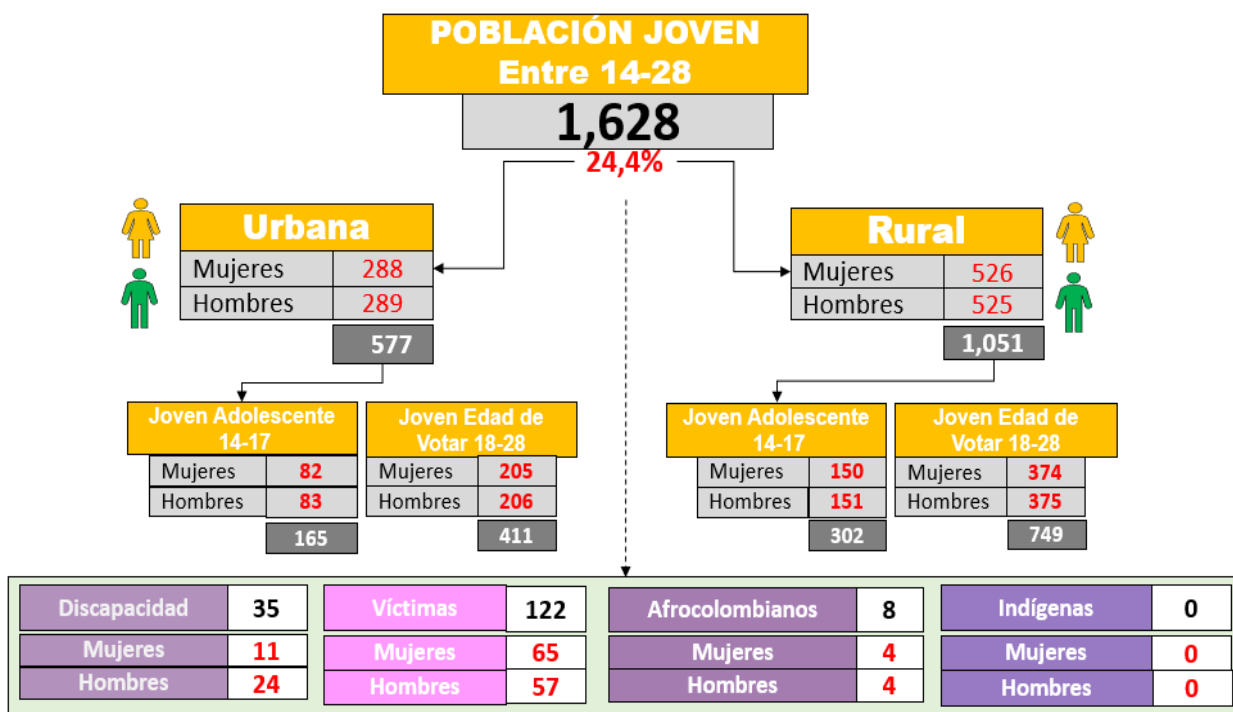 POBLACIÓN JOVEN
Entre 14-28
1,628
24,4%
Urbana
Mujeres 288
Hombres 289
577
Rural
Mujeres 526
Hombres 525
1,051
Joven Adolescente
14-17
Mujeres 82
Hombres 83
165
Joven Edad de
Votar 18-28
Mujeres 205
Hombres 206
411
Joven Adolescente
14-17
Mujeres 150
Hombres 151
302
Joven Edad de
Votar 18-28
Mujeres 374
Hombres 375
749
Discapacidad 35
Mujeres 11
Hombres 24
Víctimas 122
Mujeres 65
Hombres 57
Afrocolombianos 8
Mujeres 4
Hombres 4
Indígenas 0
Mujeres 0
Hombres 0